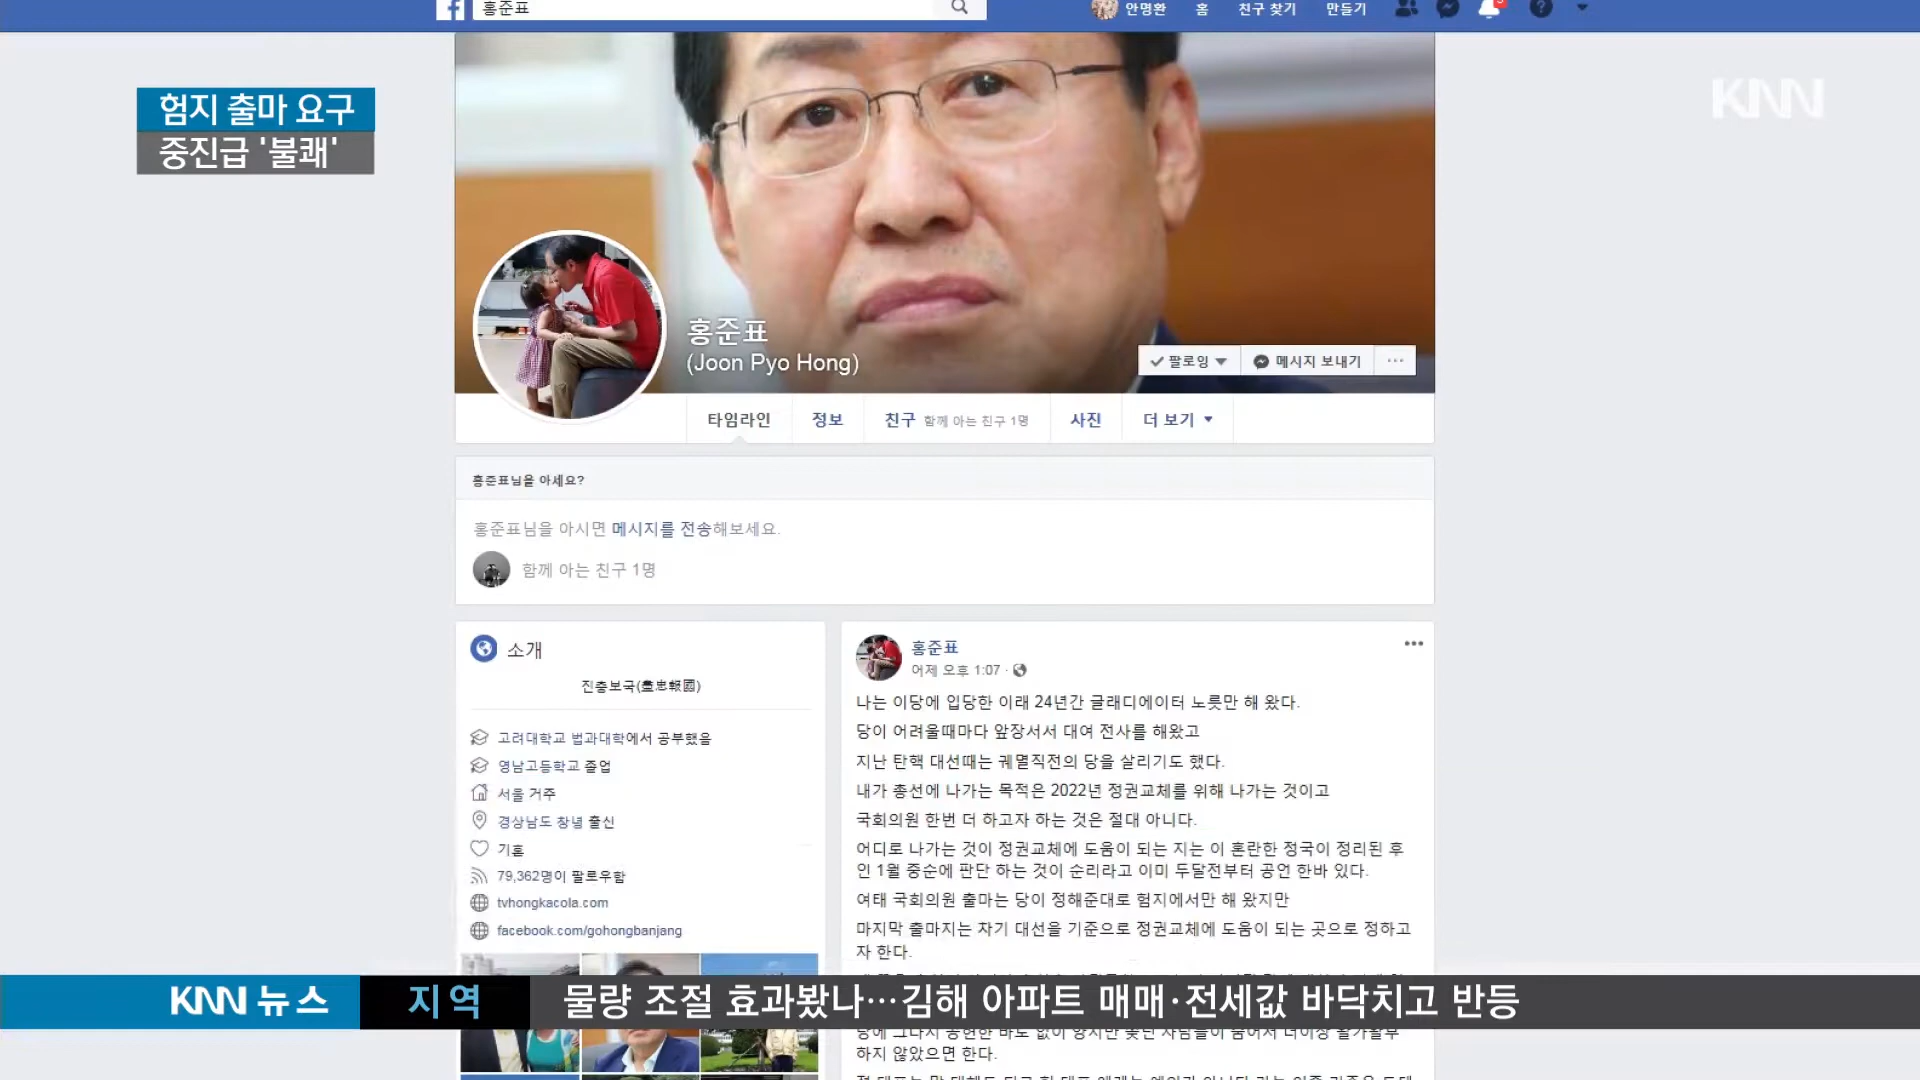 홍준표
안명환 홈 친구 찾기 만들기
KNN
험지 출마 요구
중진급 '불쾌'
홍준표
(Joon Pyo Hong)
팔로잉 메시지 보내기 ...
타임라인 정보 친구 함께 아는 친구 1명 사진 더 보기
홍준표님을 아세요?
홍준표님을 아시면 메시지를 전송해보세요.
함께 아는 친구 1명
소개
진충보국(盡忠報國)
고려대학교 법과대학에서 공부했음
영남고등학교 졸업
서울 거주
경상남도 창녕 출신
기혼
79,362명이 팔로우함
tvhongkacola.com
facebook.com/gohongbanjang
홍준표
어제 오후 1:07 ·
나는 이당에 입당한 이래 24년간 글래디에이터 노릇만 해 왔다.
당이 어려울때마다 앞장서서 대여 전사를 해왔고
지난 탄핵 대선때는 궤멸직전의 당을 살리기도 했다.
내가 총선에 나가는 목적은 2022년 정권교체를 위해 나가는 것이고
국회의원 한번 더 하고자 하는 것은 절대 아니다.
어디로 나가는 것이 정권교체에 도움이 되는 지는 이 혼란한 정국이 정리된 후
인 1월 중순에 판단 하는 것이 순리라고 이미 두달전부터 공언 한바 있다.
여태 국회의원 출마는 당이 정해준대로 험지에서만 해 왔지만
마지막 출마지는 차기 대선을 기준으로 정권교체에 도움이 되는 곳으로 정하고
자 한다.
하지 않았으면 한다.
KNN 뉴스 지역 물량 조절 효과봤나…김해 아파트 매매·전세값 바닥치고 반등